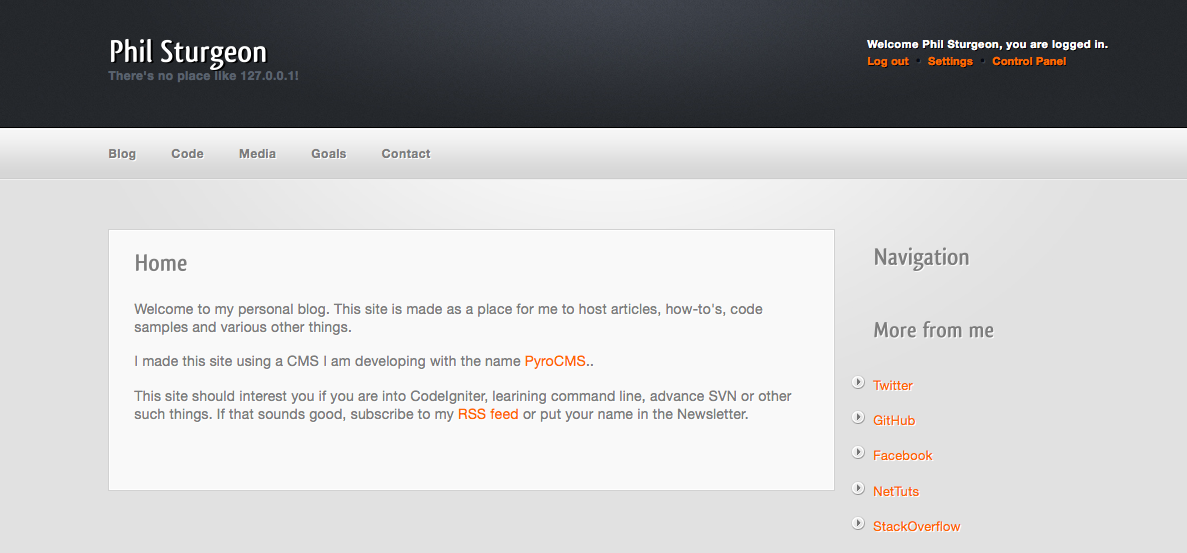 Phil Sturgeon
There's no place like 127.0.0.1!
Welcome Phil Sturgeon, you are logged in.
Log out • Settings • Control Panel
Blog Code Media Goals Contact
Home
Welcome to my personal blog. This site is made as a place for me to host articles, how-to's, code
samples and various other things.
I made this site using a CMS I am developing with the name PyroCMS..
This site should interest you if you are into CodeIgniter, learining command line, advance SVN or other
such things. If that sounds good, subscribe to my RSS feed or put your name in the Newsletter.
Navigation
More from me
Twitter
GitHub
Facebook
NetTuts
StackOverflow